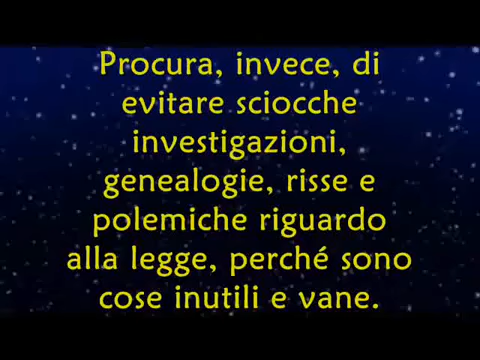 Procura, invece, di
evitare sciocche
investigazioni,
genealogie, risse e
polemiche riguardo
alla legge, perché sono
cose inutili e vane.